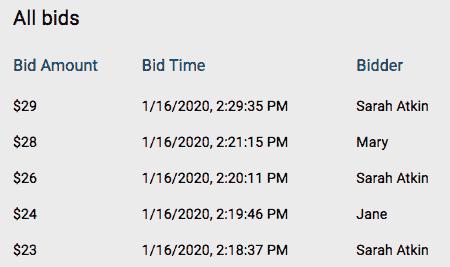 All bids
Bid Amount Bid Time Bidder
$29 1/16/2020, 2:29:35 PM Sarah Atkin
$28 1/16/2020, 2:21:15 PM Mary
$26 1/16/2020, 2:20:11 PM Sarah Atkin
$24 1/16/2020, 2:19:46 PM Jane
$23 1/16/2020, 2:18:37 PM Sarah Atkin